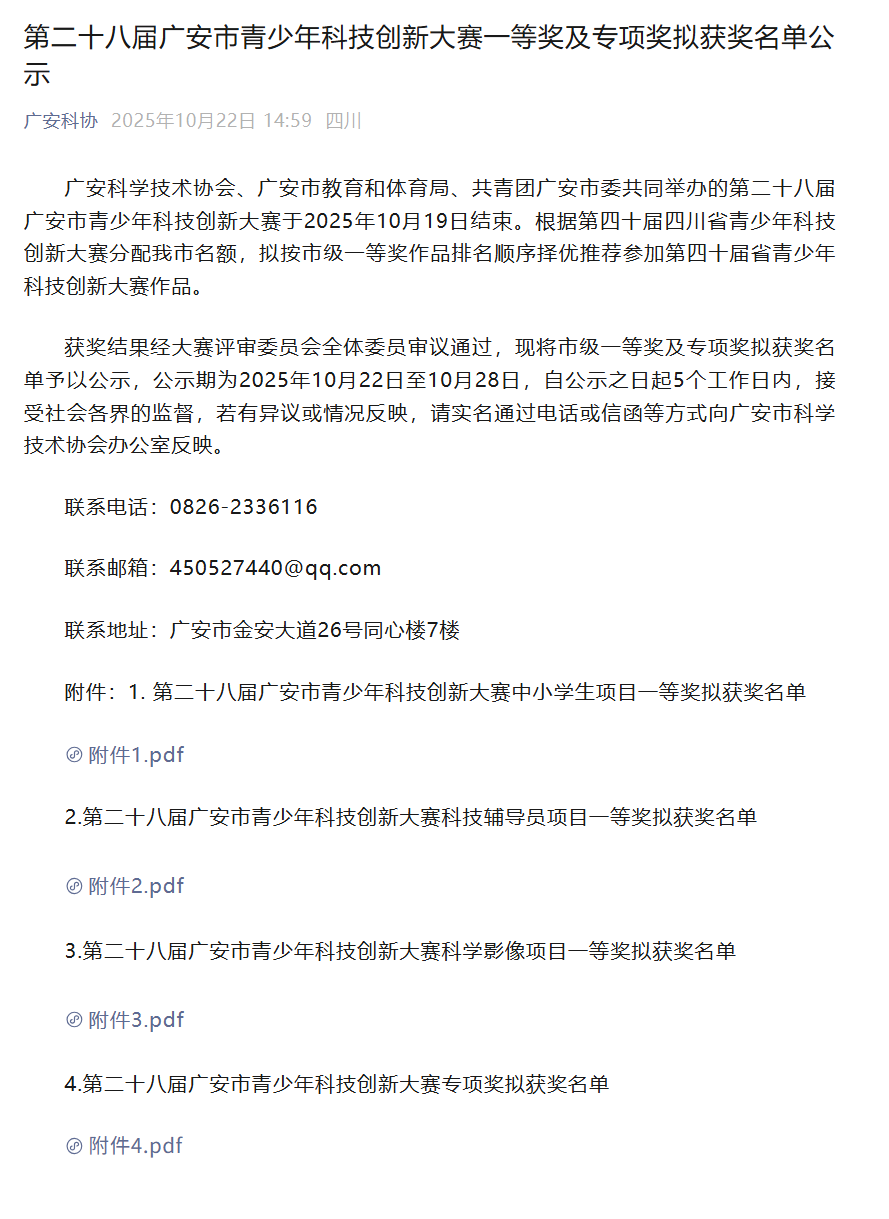 第二十八届广安市青少年科技创新大赛一等奖及专项奖拟获奖名单公
示
广安科协 2025年10月22日 14:59 四川
广安科学技术协会、广安市教育和体育局、共青团广安市委共同举办的第二十八届
广安市青少年科技创新大赛于2025年10月19日结束。根据第四十届四川省青少年科技
创新大赛分配我市名额，拟按市级一等奖作品排名顺序择优推荐参加第四十届省青少年
科技创新大赛作品。
获奖结果经大赛评审委员会全体委员审议通过，现将市级一等奖及专项奖拟获奖名
单予以公示，公示期为2025年10月22日至10月28日，自公示之日起5个工作日内，接
受社会各界的监督，若有异议或情况反映，请实名通过电话或信函等方式向广安市科学
技术协会办公室反映。
联系电话：0826-2336116
联系邮箱：450527440@qq.com
联系地址：广安市金安大道26号同心楼7楼
附件：1. 第二十八届广安市青少年科技创新大赛中小学生项目一等奖拟获奖名单
附件1.pdf
2.第二十八届广安市青少年科技创新大赛科技辅导员项目一等奖拟获奖名单
附件2.pdf
3.第二十八届广安市青少年科技创新大赛科学影像项目一等奖拟获奖名单
附件3.pdf
4.第二十八届广安市青少年科技创新大赛专项奖拟获奖名单
附件4.pdf